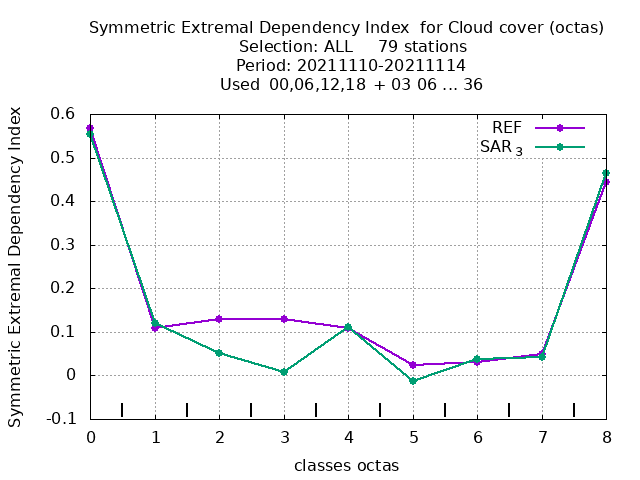 Symmetric Extremal Dependency Index  for Cloud cover (octas)
Selection: ALL     79 stations
Period: 20211110-20211114
Used  00,06,12,18  + 03 06 ... 36
Symmetric Extremal Dependency Index
0.6
0.5
0.4
0.3
0.2
0.1
0
-0.1
REF
SAR 3
0 1 2 3 4 5 6 7 8
classes octas